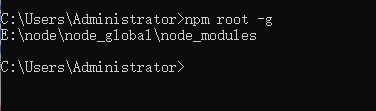 C:\Users\Administrator>npm root -g
E:\node\node_global\node_modules
C:\Users\Administrator>